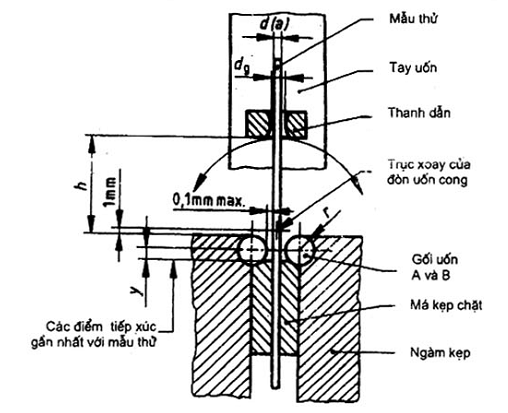 d (a)
Mẫu thử
dg
Tay uốn
Thanh dẫn
h
1mm
0,1mm max.
Trục xoay của
đòn uốn cong
r
Gối uốn
A và B
y
Má kẹp chặt
Các điểm tiếp xúc
gần nhất với mẫu thử
Ngàm kẹp